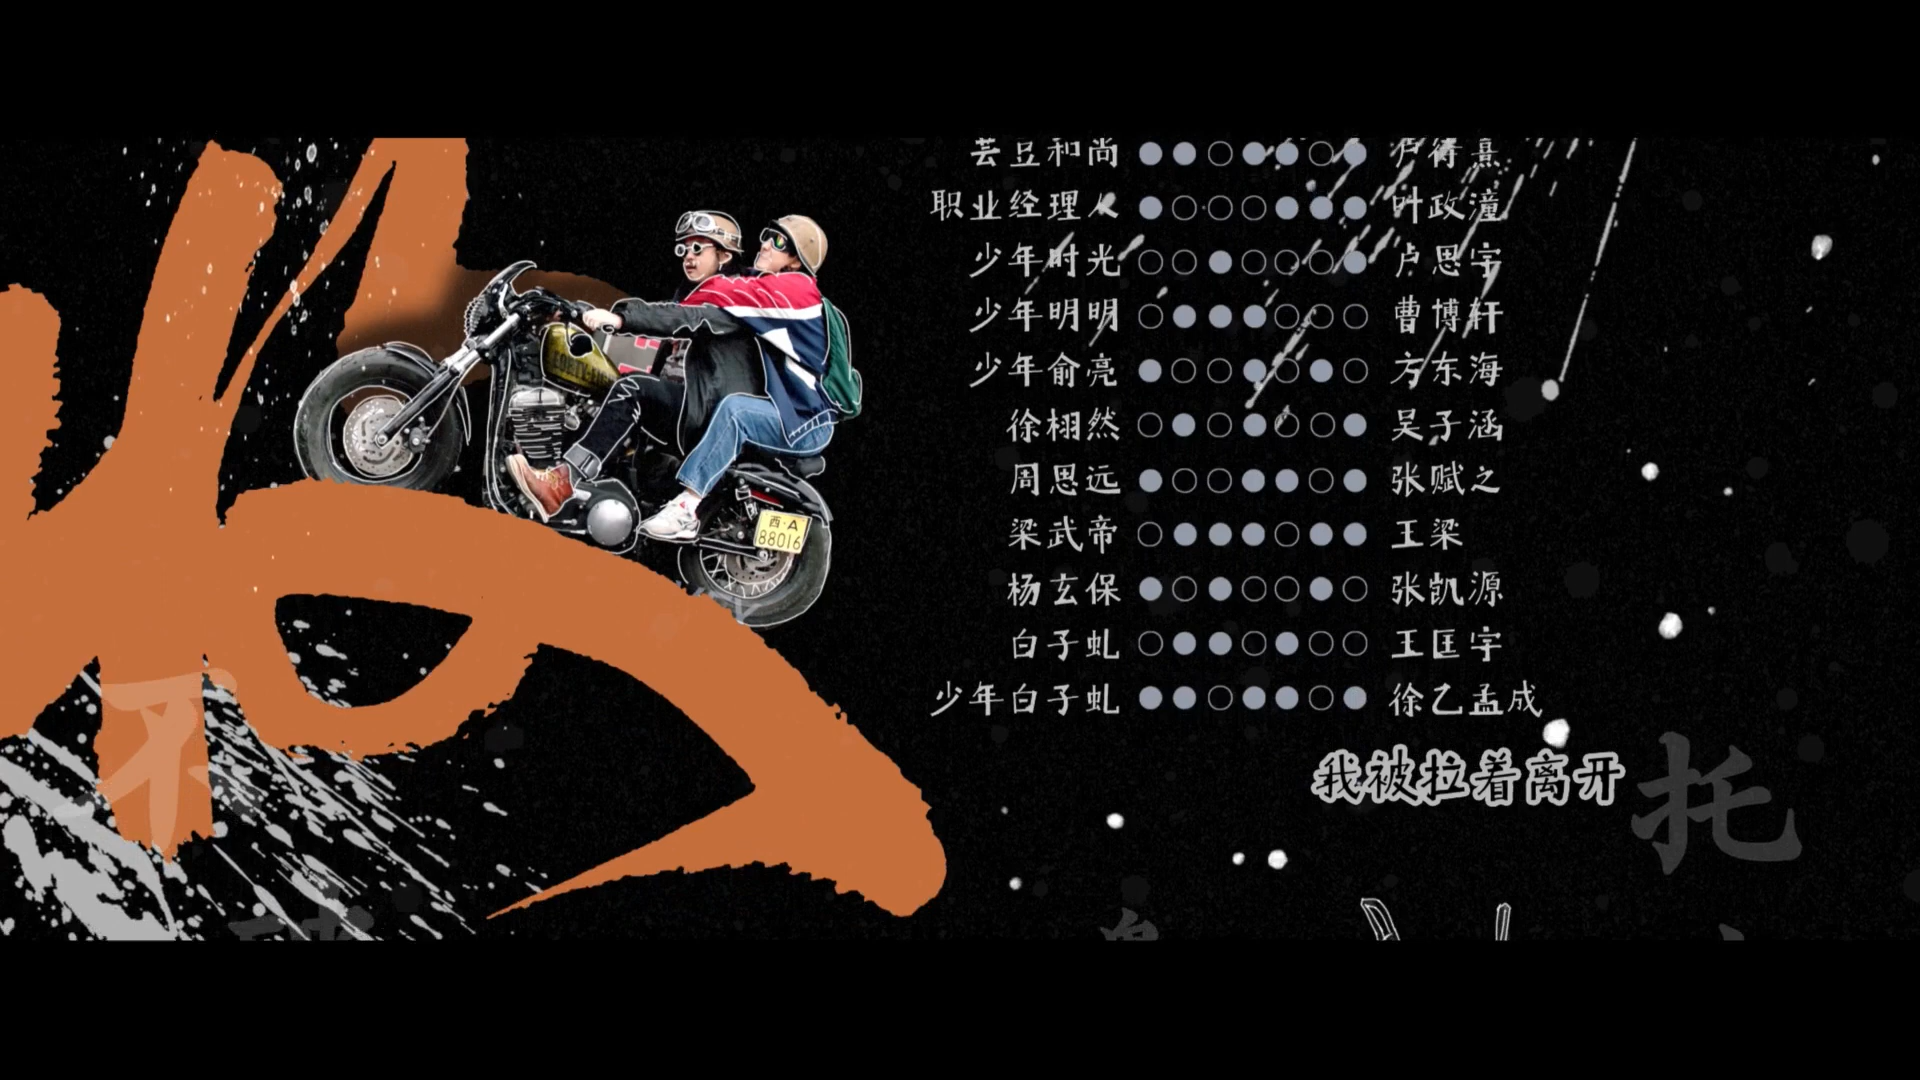 芸豆和尚 ●●○●●○● 卢待熹
职业经理人 ●○○○●●● 叶政潼
少年时光 ○○●○○○● 卢恩宇
少年明明 ○●●●○○○ 曹博轩
少年俞亮 ●○○●○●○ 方东海
徐栩然 ○●○●○○● 吴子涵
周思远 ●○○●●○● 张赋之
梁武帝 ○●●●○●● 王梁
杨玄保 ●○●○○●○ 张凯源
白子虬 ○●●○●○○ 王匡宇
少年白子虬 ●●○●●○● 徐乙孟成
我被拉着离开
托
不
西·A
88016